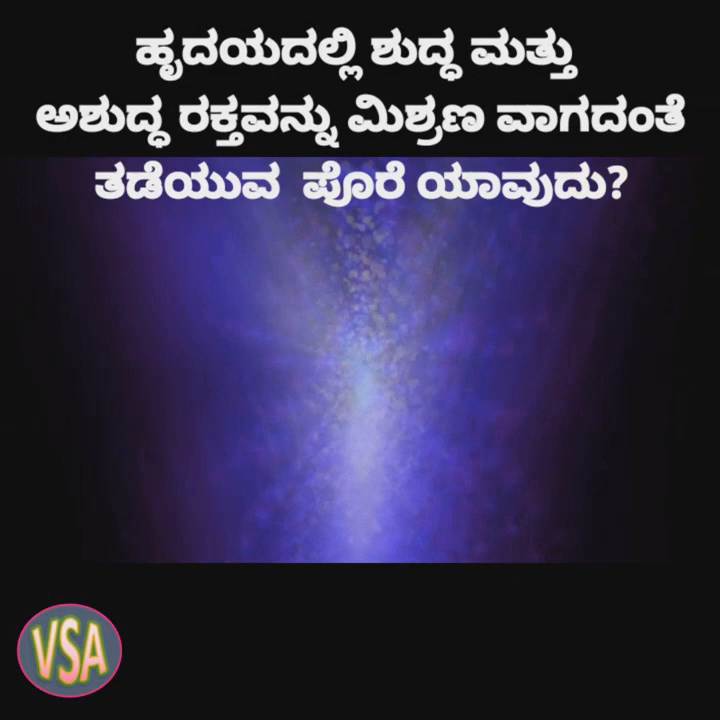 ಹೃದಯದಲ್ಲಿ ಶುದ್ಧ ಮತ್ತು
ಅಶುದ್ಧ ರಕ್ತವನ್ನು ಮಿಶ್ರಣ ವಾಗದಂತೆ
ತಡೆಯುವ ಪೊರೆ ಯಾವುದು?
VSA